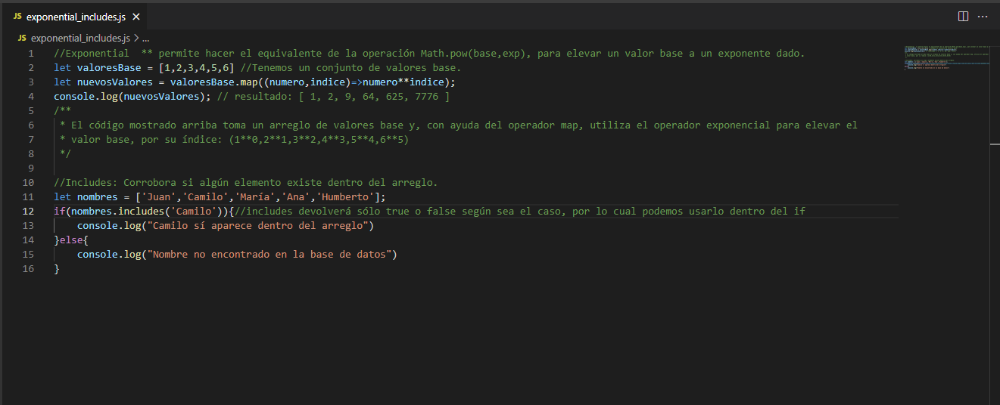 JS exponential_includes.js ×
JS exponential_includes.js > ...
1 //Exponential  ** permite hacer el equivalente de la operación Math.pow(base,exp), para elevar un valor base a un exponente dado.
2 let valoresBase = [1,2,3,4,5,6] //Tenemos un conjunto de valores base.
3 let nuevosValores = valoresBase.map((numero,indice)=>numero**indice);
4 console.log(nuevosValores); // resultado: [ 1, 2, 9, 64, 625, 7776 ]
5 /**
6  * El código mostrado arriba toma un arreglo de valores base y, con ayuda del operador map, utiliza el operador exponencial para elevar el
7  * valor base, por su índice: (1**0,2**1,3**2,4**3,5**4,6**5)
8  */
9
10 //Includes: Corrobora si algún elemento existe dentro del arreglo.
11 let nombres = ['Juan','Camilo','María','Ana','Humberto'];
12 if(nombres.includes('Camilo')){//includes devolverá sólo true o false según sea el caso, por lo cual podemos usarlo dentro del if
13     console.log("Camilo sí aparece dentro del arreglo")
14 }else{
15     console.log("Nombre no encontrado en la base de datos")
16 }